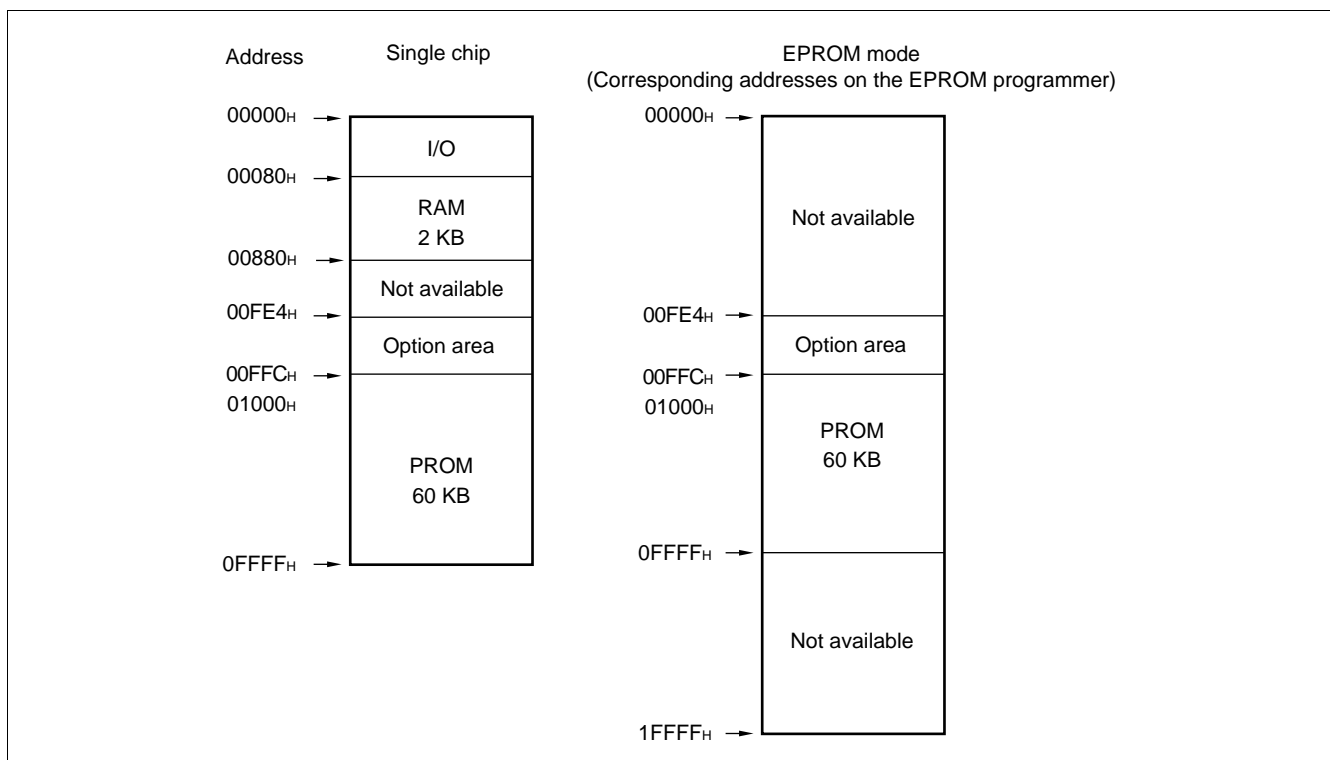 Address
Single chip
00000H
I/O
00080H
RAM
2 KB
00880H
Not available
00FE4H
Option area
00FFCH
01000H
PROM
60 KB
0FFFFH
EPROM mode
(Corresponding addresses on the EPROM programmer)
00000H
Not available
00FE4H
Option area
00FFCH
01000H
PROM
60 KB
0FFFFH
Not available
1FFFFH